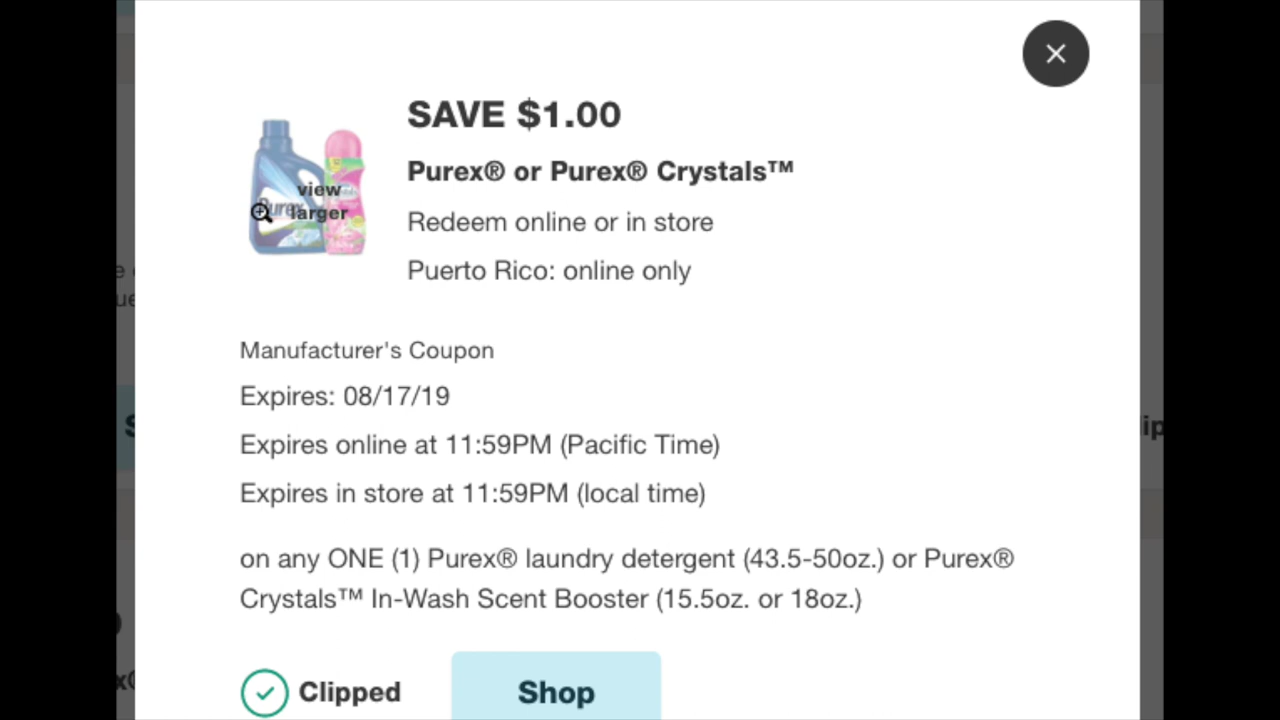 SAVE $1.00
Purex® or Purex® Crystals™
view
larger
Purex
Redeem online or in store
Puerto Rico: online only
Manufacturer's Coupon
Expires: 08/17/19
Expires online at 11:59PM (Pacific Time)
Expires in store at 11:59PM (local time)
on any ONE (1) Purex® laundry detergent (43.5-50oz.) or Purex®
Crystals™ In-Wash Scent Booster (15.5oz. or 18oz.)
Clipped
Shop